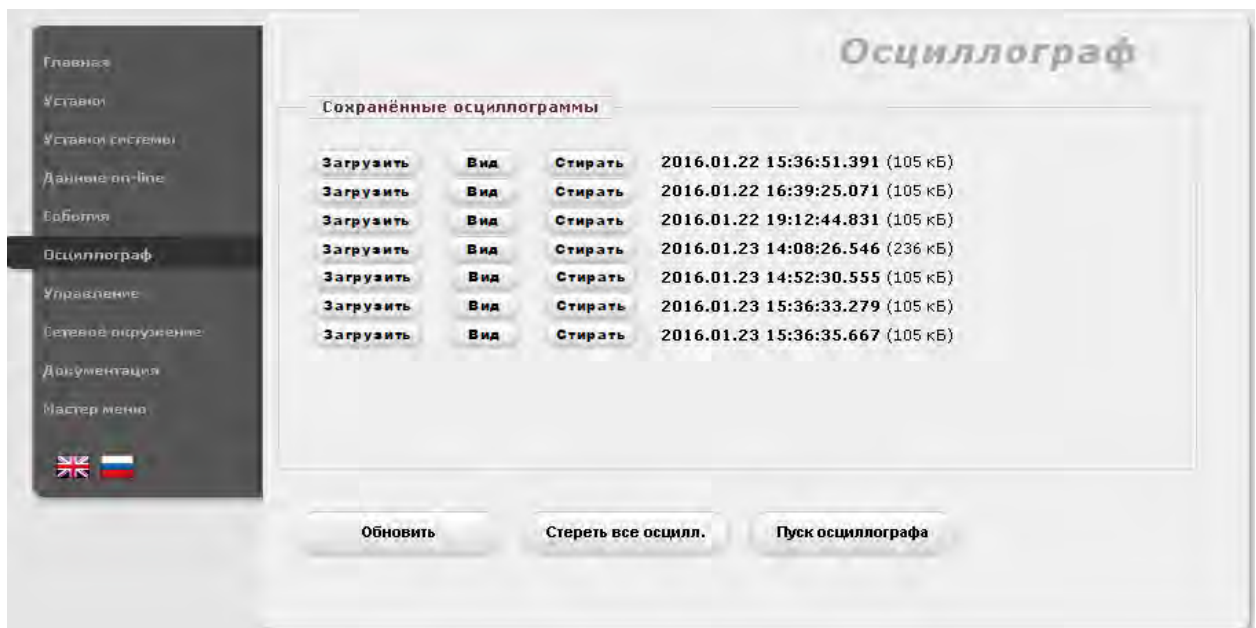 Осциллограф
Главная
Уставки
Уставки системы
Данные on-line
События
Осциллограф
Управление
Сетевое окружение
Документация
Мастер меню
Сохранённые осциллограммы
Загрузить Вид Стирать 2016.01.22 15:36:51.391 (105 кБ)
Загрузить Вид Стирать 2016.01.22 16:39:25.071 (105 кБ)
Загрузить Вид Стирать 2016.01.22 19:12:44.831 (105 кБ)
Загрузить Вид Стирать 2016.01.23 14:08:26.546 (236 кБ)
Загрузить Вид Стирать 2016.01.23 14:52:30.555 (105 кБ)
Загрузить Вид Стирать 2016.01.23 15:36:33.279 (105 кБ)
Загрузить Вид Стирать 2016.01.23 15:36:35.667 (105 кБ)
Обновить Стереть все осцилл. Пуск осциллографа